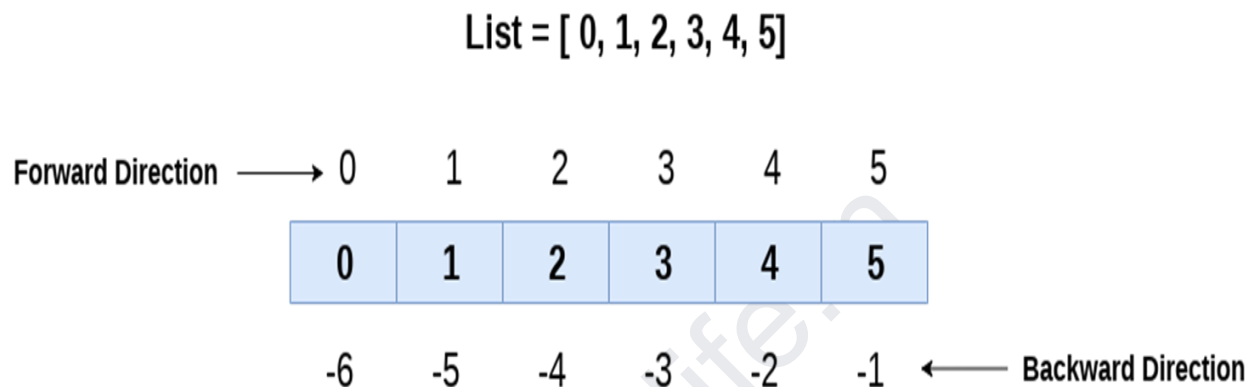 List = [ 0, 1, 2, 3, 4, 5]
Forward Direction 0 1 2 3 4 5
0 1 2 3 4 5
-6 -5 -4 -3 -2 -1 Backward Direction